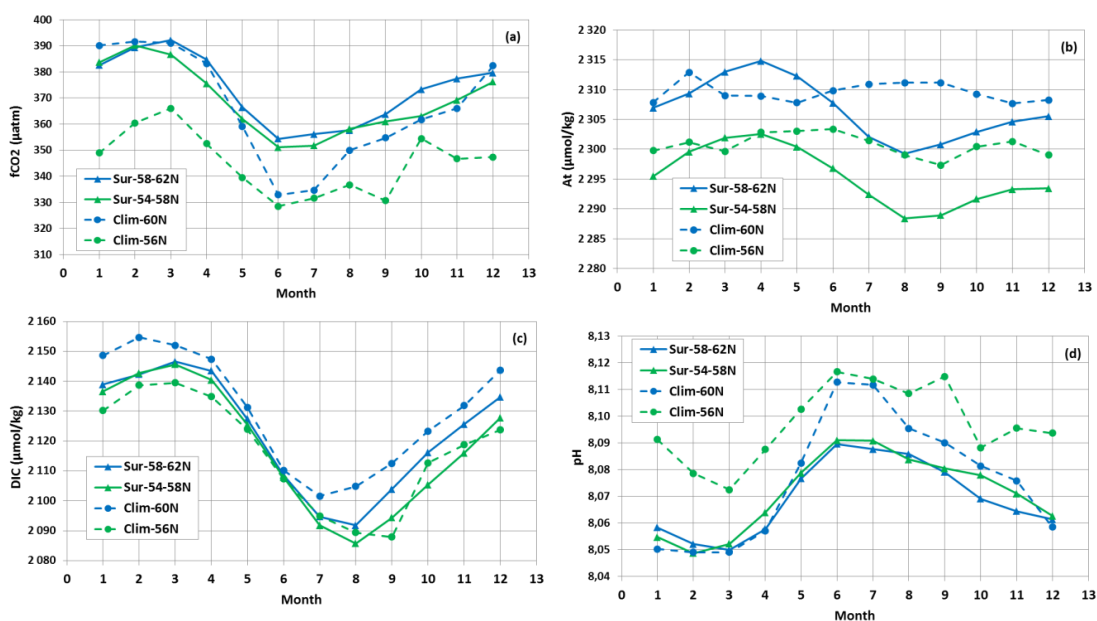 400
390
380
370
360
350
340
330
320
310
fCO2 (µatm)
(a)
Sur-58-62N
Sur-54-58N
Clim-60N
Clim-56N
0 1 2 3 4 5 6 7 8 9 10 11 12 13
Month
2 320
2 315
2 310
2 305
2 300
2 295
2 290
2 285
2 280
At (µmol/kg)
(b)
Sur-58-62N
Sur-54-58N
Clim-60N
Clim-56N
0 1 2 3 4 5 6 7 8 9 10 11 12 13
Month
2 160
2 150
2 140
2 130
2 120
2 110
2 100
2 090
2 080
DIC (µmol/kg)
(c)
Sur-58-62N
Sur-54-58N
Clim-60N
Clim-56N
0 1 2 3 4 5 6 7 8 9 10 11 12 13
Month
8,13
8,12
8,11
8,10
8,09
8,08
8,07
8,06
8,05
8,04
pH
(d)
Sur-58-62N
Sur-54-58N
Clim-60N
Clim-56N
0 1 2 3 4 5 6 7 8 9 10 11 12 13
Month